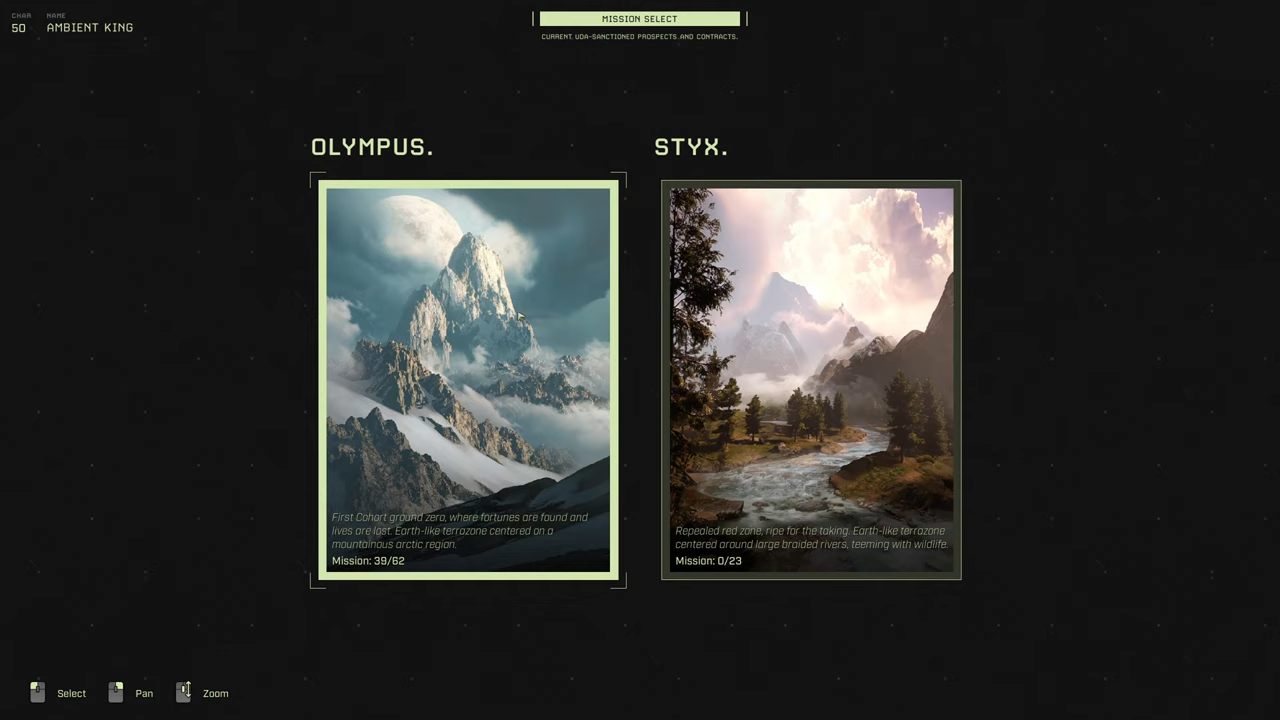 CHAR NAME
50 AMBIENT KING
MISSION SELECT
CURRENT UDA-SANCTIONED PROSPECTS AND CONTRACTS.
OLYMPUS.
First Cohort ground zero, where fortunes are found and
lives are lost. Earth-like terrazone centered on a
mountainous arctic region.
Mission: 39/62
STYX.
Repealed red zone, ripe for the taking. Earth-like terrazone
centered around large braided rivers, teeming with wildlife.
Mission: 0/23
Select Pan Zoom